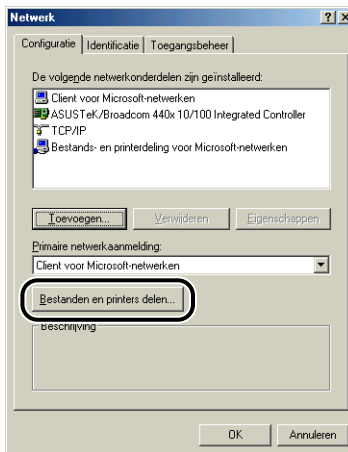 Netwerk
Configuratie Identificatie Toegangsbeheer
De volgende netwerkonderdelen zijn geïnstalleerd:
Client voor Microsoft-netwerken
ASUSTeK/Broadcom 440x 10/100 Integrated Controller
TCP/IP
Bestands- en printerdeling voor Microsoft-netwerken
Toevoegen... Verwijderen Eigenschappen
Primaire netwerkaanmelding:
Client voor Microsoft-netwerken
Bestanden en printers delen...
Beschrijving
OK Annuleren